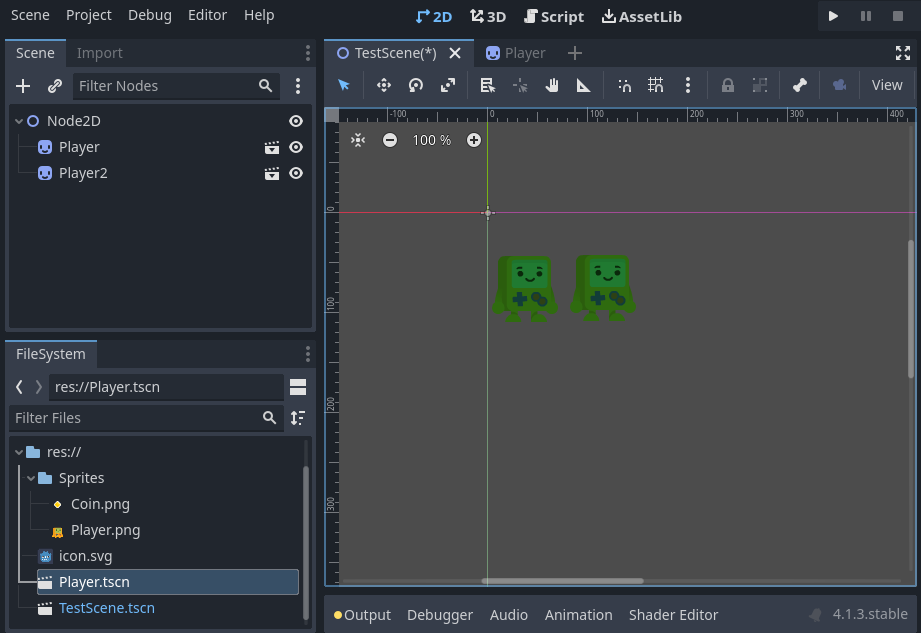 Scene Project Debug Editor Help
2D 3D Script AssetLib
Scene Import
Filter Nodes
Node2D
Player
Player2
FileSystem
res://Player.tscn
Filter Files
res://
Sprites
Coin.png
Player.png
icon.svg
Player.tscn
TestScene.tscn
TestScene(*) Player
View
-100 0 100 200 300 400
100 %
0
100
200
300
Output Debugger Audio Animation Shader Editor 4.1.3.stable